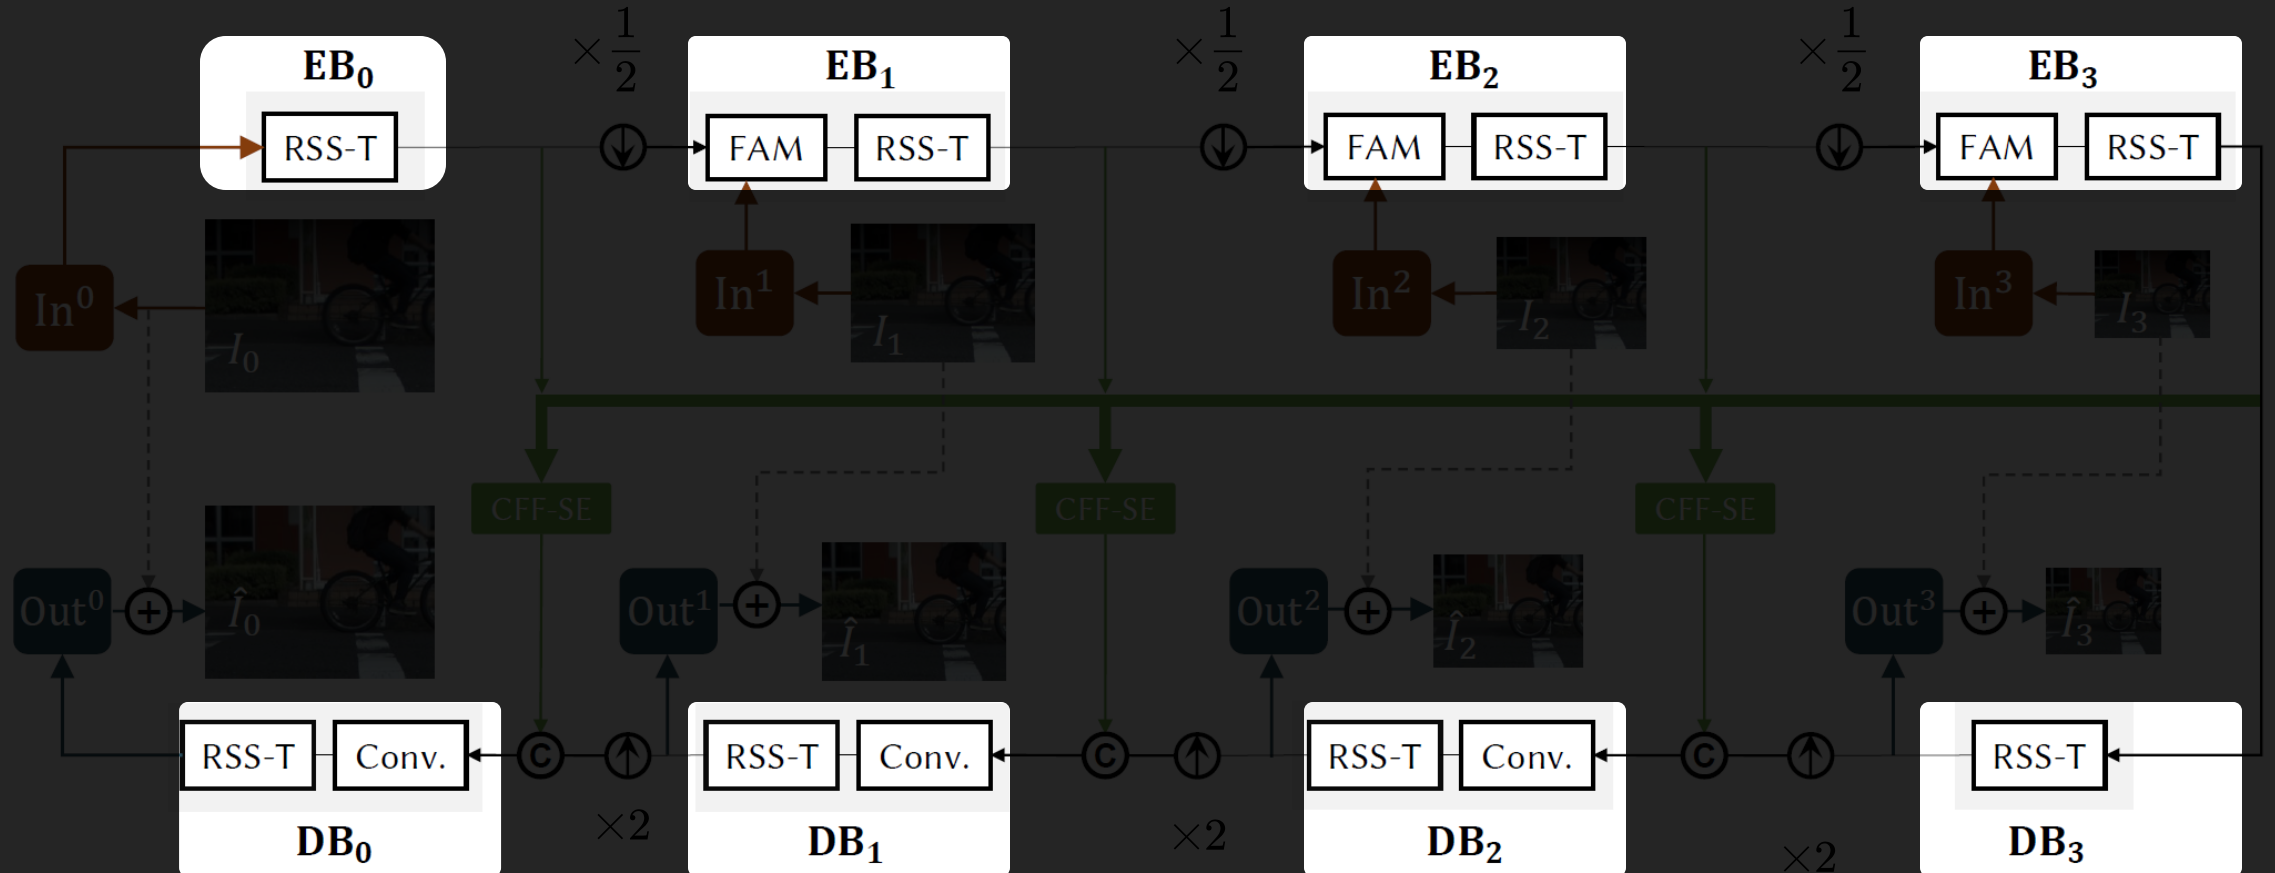 EB₀ × 1/2 EB₁ × 1/2 EB₂ × 1/2 EB₃
RSS-T FAM RSS-T FAM RSS-T FAM RSS-T
In⁰ I₀ In¹ I₁ In² I₂ In³ I₃
CFF-SE CFF-SE CFF-SE
Out⁰ + Î₀ Out¹ + Î₁ Out² + Î₂ Out³ + Î₃
RSS-T Conv. C RSS-T Conv. C RSS-T Conv. C RSS-T
DB₀ ×2 DB₁ ×2 DB₂ ×2 DB₃